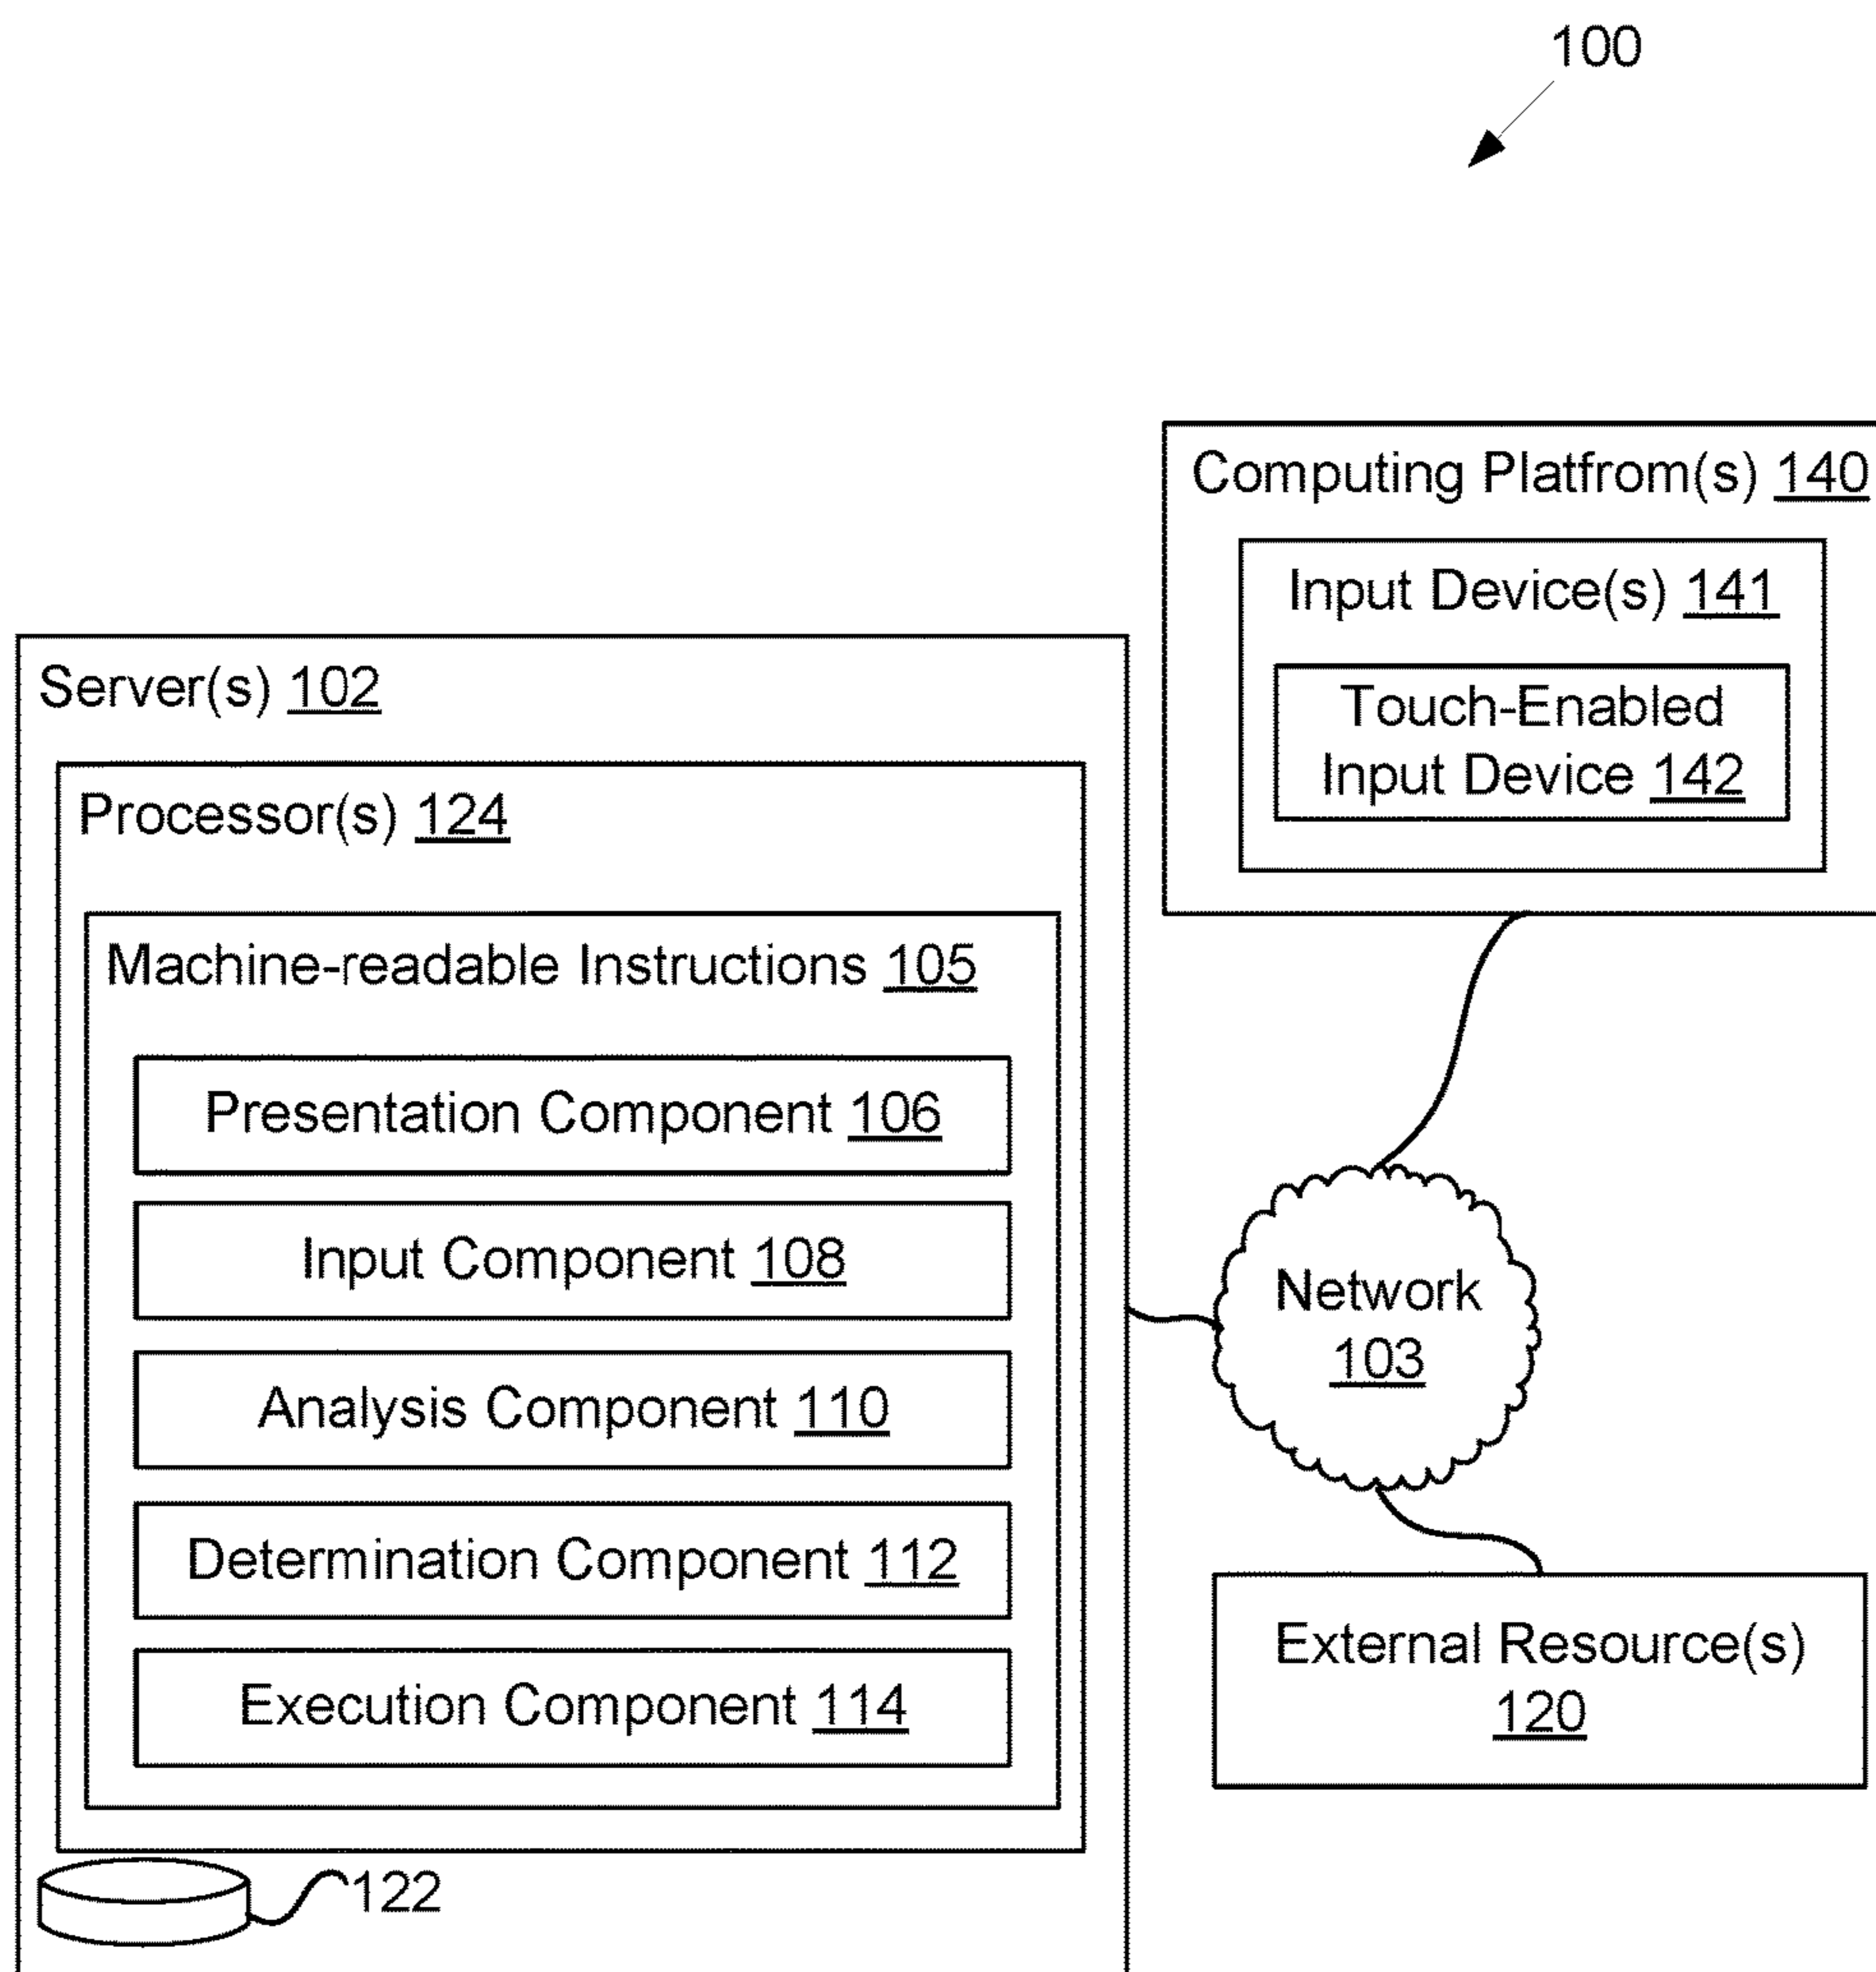 100
Computing Platfrom(s) 140
Input Device(s) 141
Touch-Enabled
Input Device 142
Server(s) 102
Processor(s) 124
Machine-readable Instructions 105
Presentation Component 106
Input Component 108
Analysis Component 110
Determination Component 112
Execution Component 114
122
Network
103
External Resource(s)
120